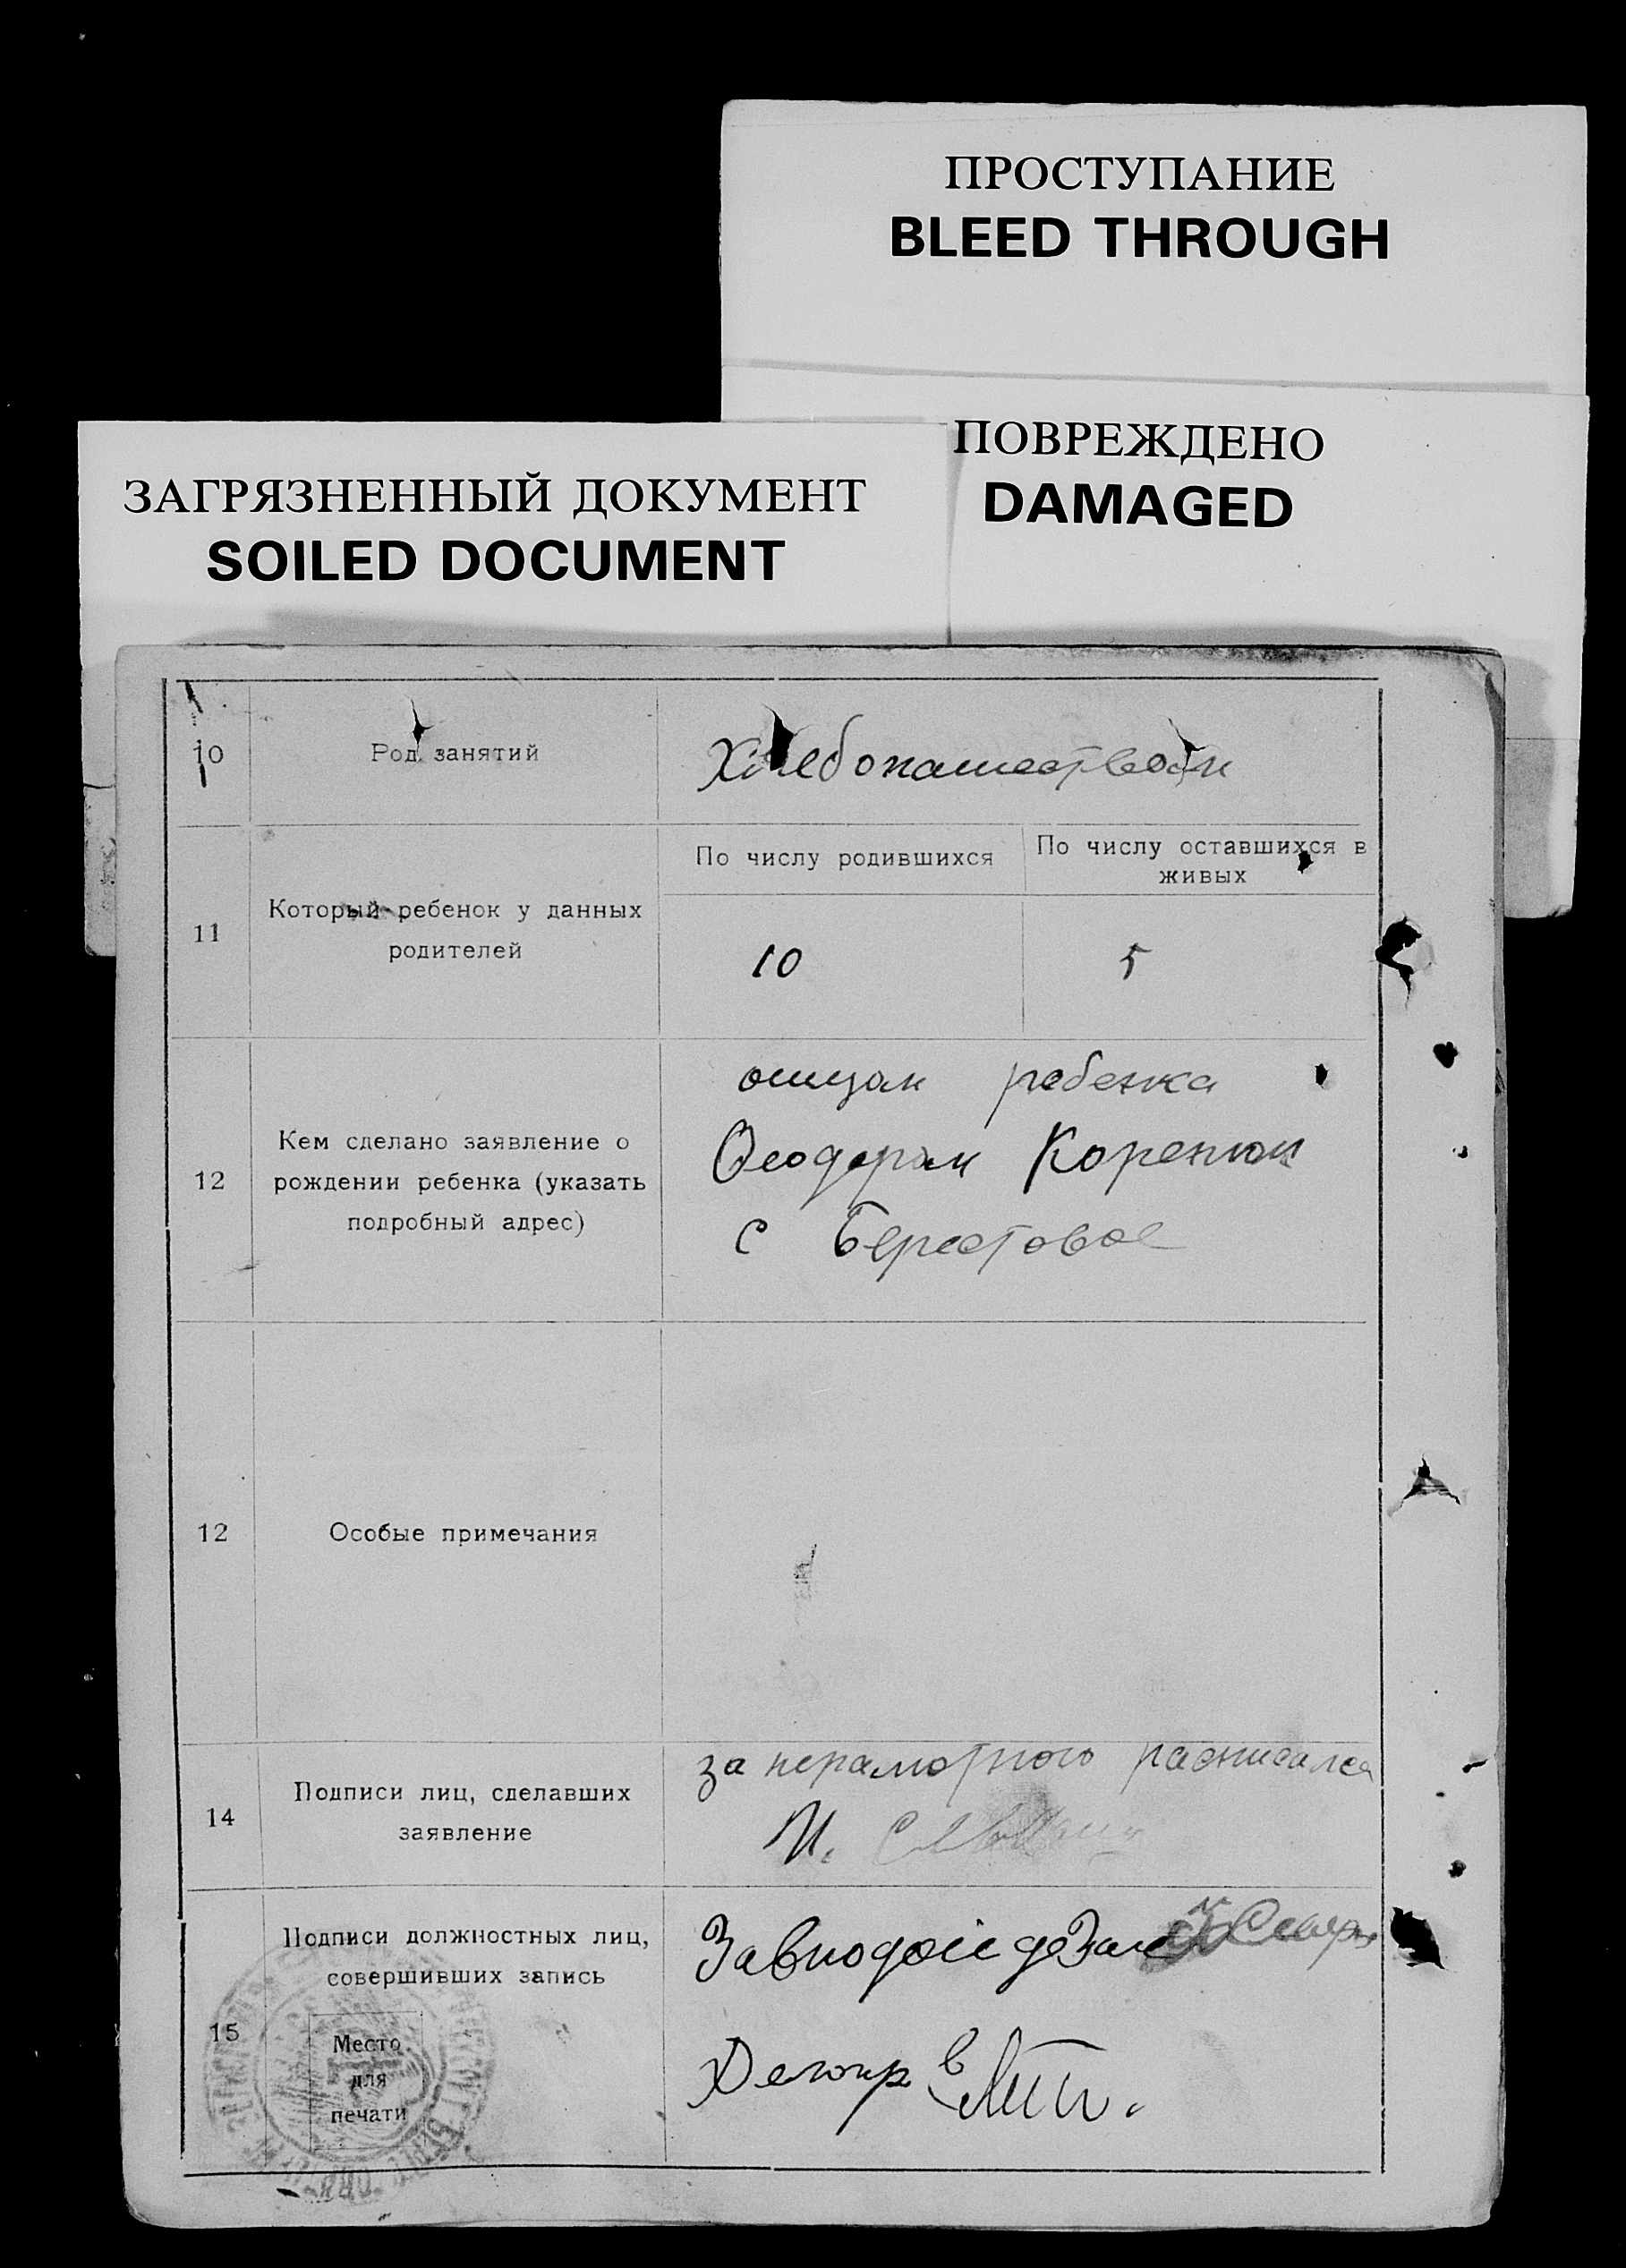 ПРОСТУПАНИЕ
BLEED THROUGH
ПОВРЕЖДЕНО
DAMAGED
ЗАГРЯЗНЕННЫЙ ДОКУМЕНТ
SOILED DOCUMENT
10
Род занятий
Хлебопашеством
11
Который ребенок у данных
родителей
По числу родившихся
По числу оставшихся в
живых
10
5
12
Кем сделано заявление о
рождении ребенка (указать
подробный адрес)
отцом ребенка
Феодором
с Берестовое
12
Особые примечания
14
Подписи лиц, сделавших
заявление
за неграмотного расписался
И.
15
Подписи должностных лиц,
совершивших запись
Место
для
печати
Делопр